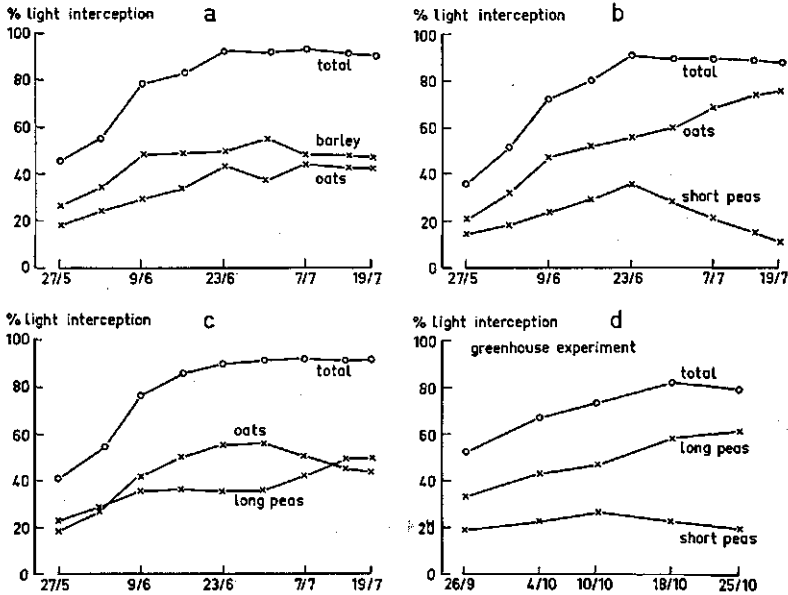 % light interception a
100
80
60
40
20
0
total
barley
oats
27/5 9/6 23/6 7/7 19/7
% light interception b
100
80
60
40
20
0
total
oats
short peas
27/5 9/6 23/6 7/7 19/7
% light interception c
100
80
60
40
20
0
total
oats
long peas
27/5 9/6 23/6 7/7 19/7
% light interception d
greenhouse experiment
100
80
60
40
20
0
total
long peas
short peas
26/9 4/10 10/10 18/10 25/10